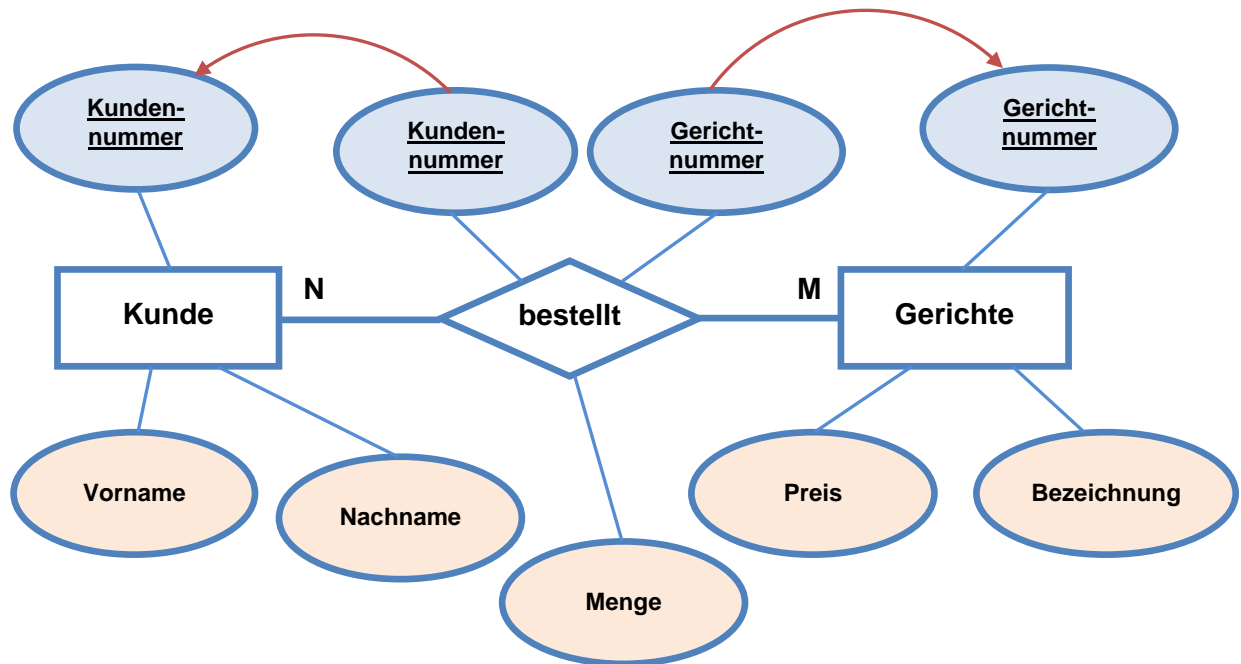 Kunden-
nummer
Kunden-
nummer
Gericht-
nummer
Gericht-
nummer
Kunde
N
bestellt
M
Gerichte
Vorname
Nachname
Menge
Preis
Bezeichnung